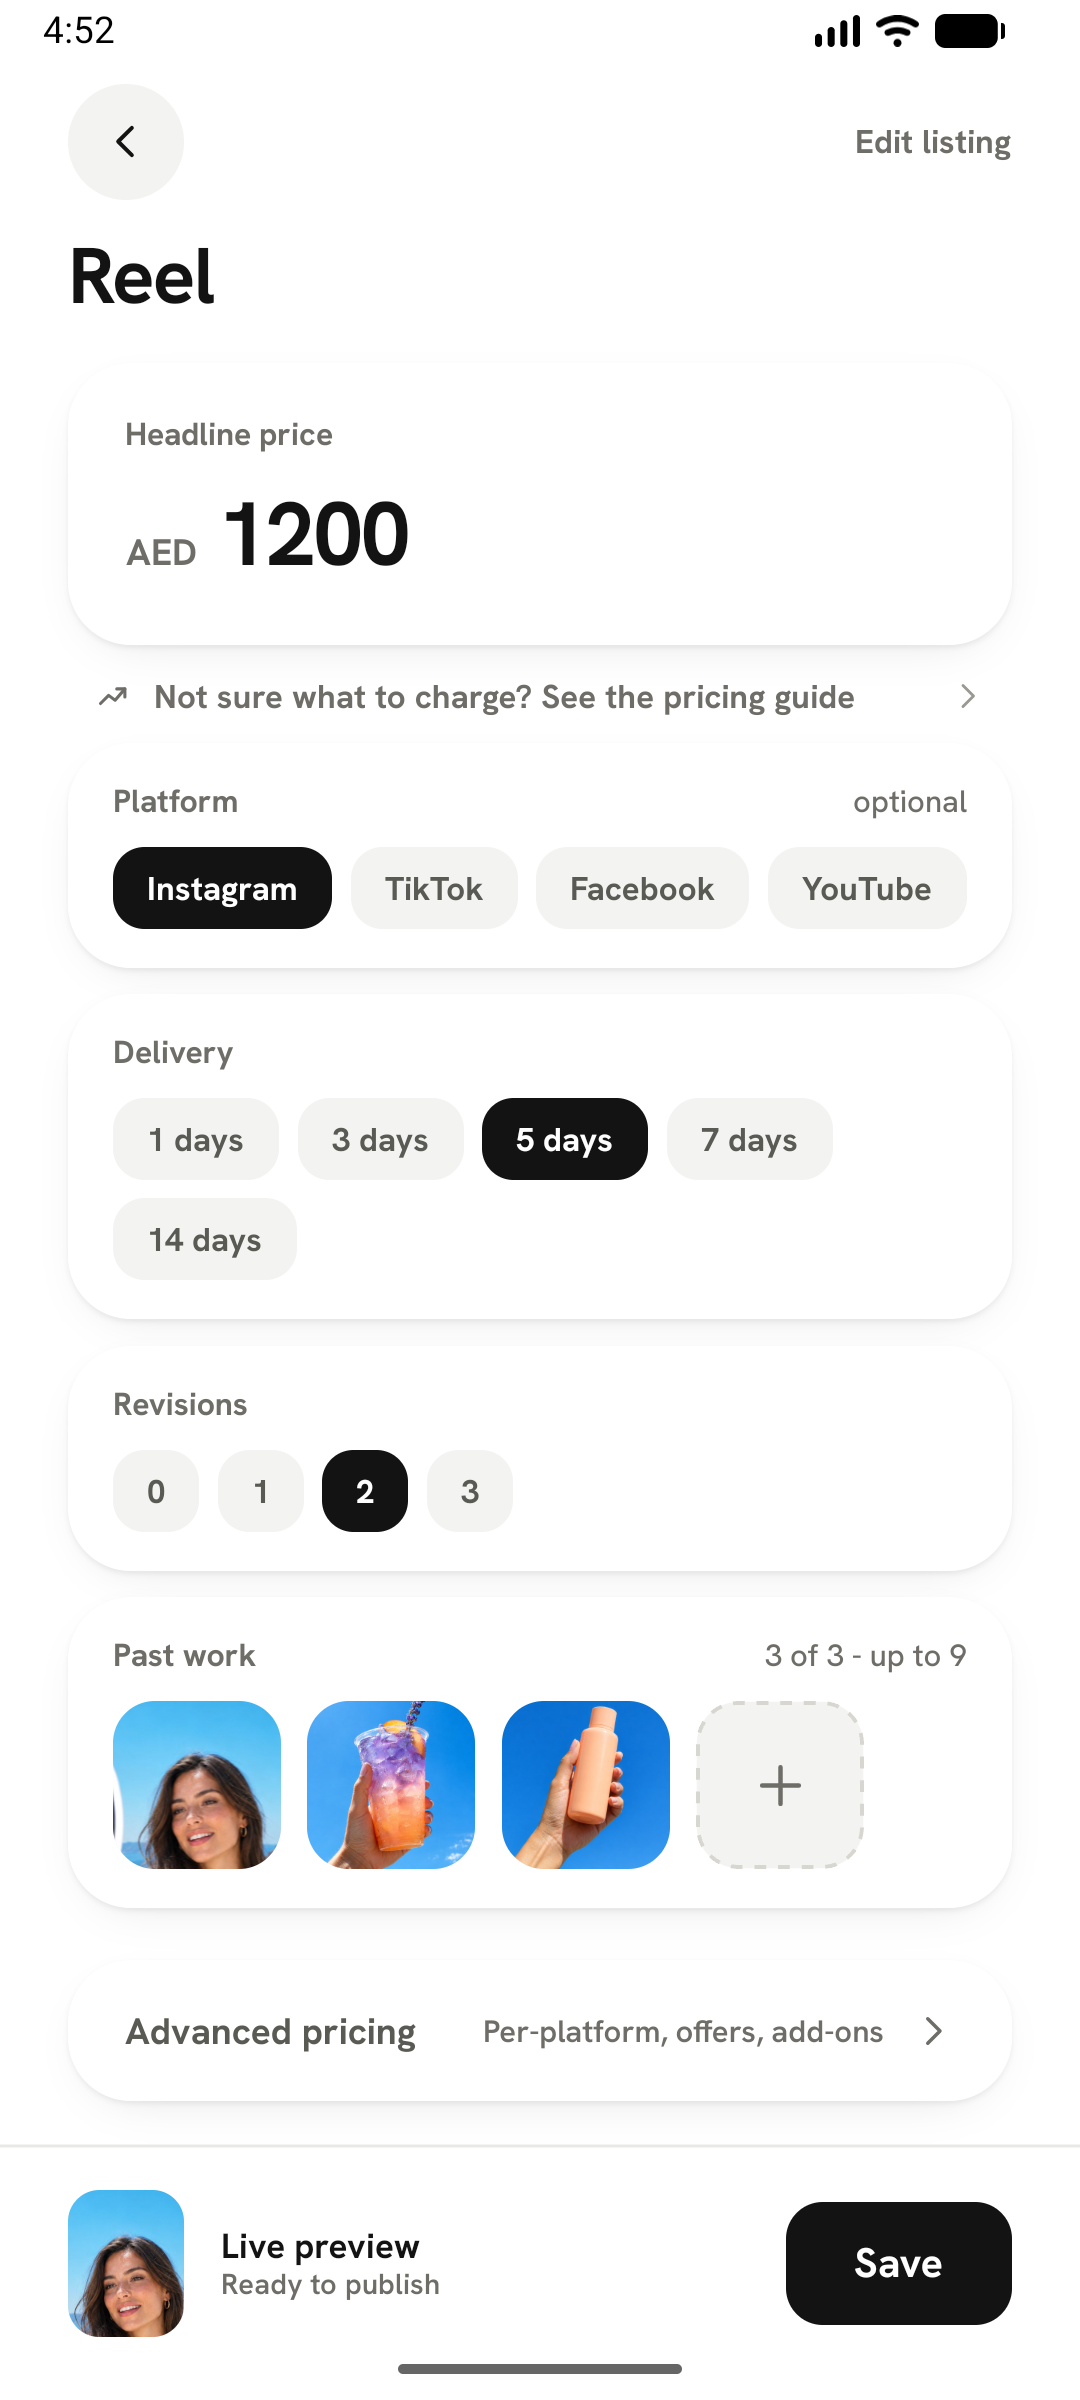 4:52
Edit listing
Reel
Headline price
AED 1200
Not sure what to charge? See the pricing guide
Platform optional
Instagram TikTok Facebook YouTube
Delivery
1 days 3 days 5 days 7 days
14 days
Revisions
0 1 2 3
Past work 3 of 3 - up to 9
Advanced pricing Per-platform, offers, add-ons
Live preview
Ready to publish
Save